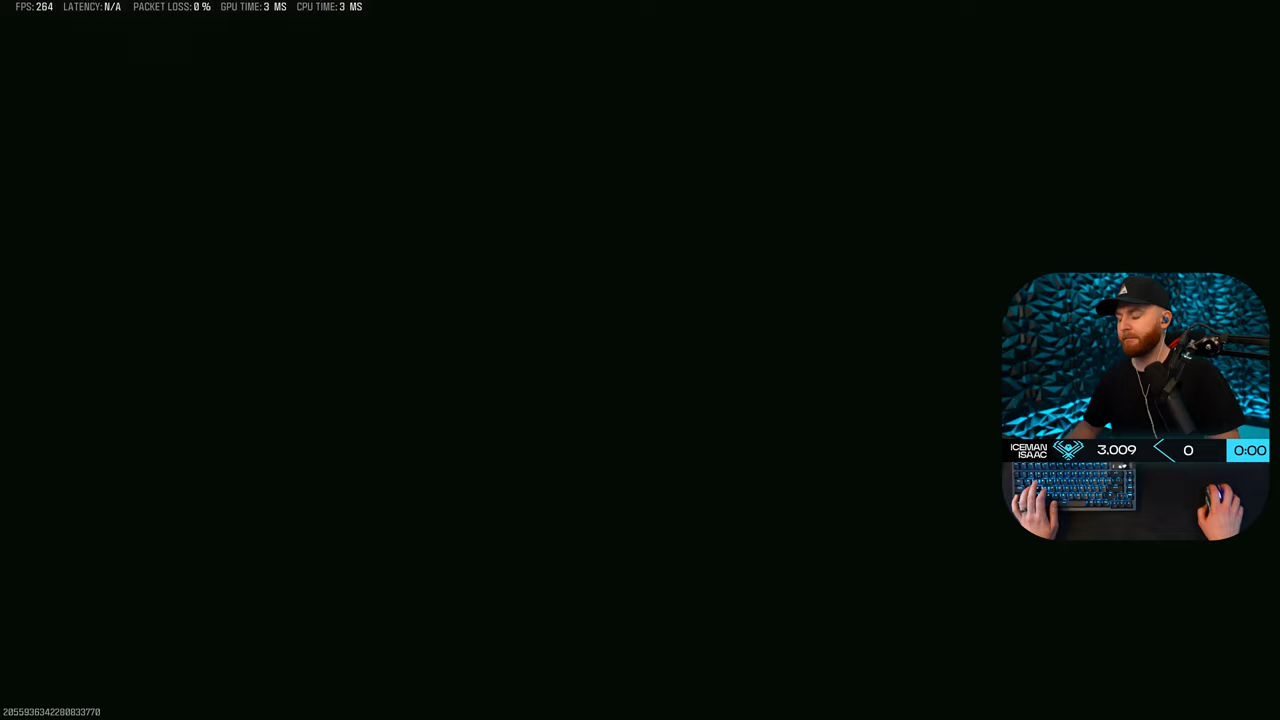 FPS: 264 LATENCY: N/A PACKET LOSS: 0 % GPU TIME: 3 MS CPU TIME: 3 MS
ICEMAN ISAAC 3.009 0 0:00
2055936342280833770